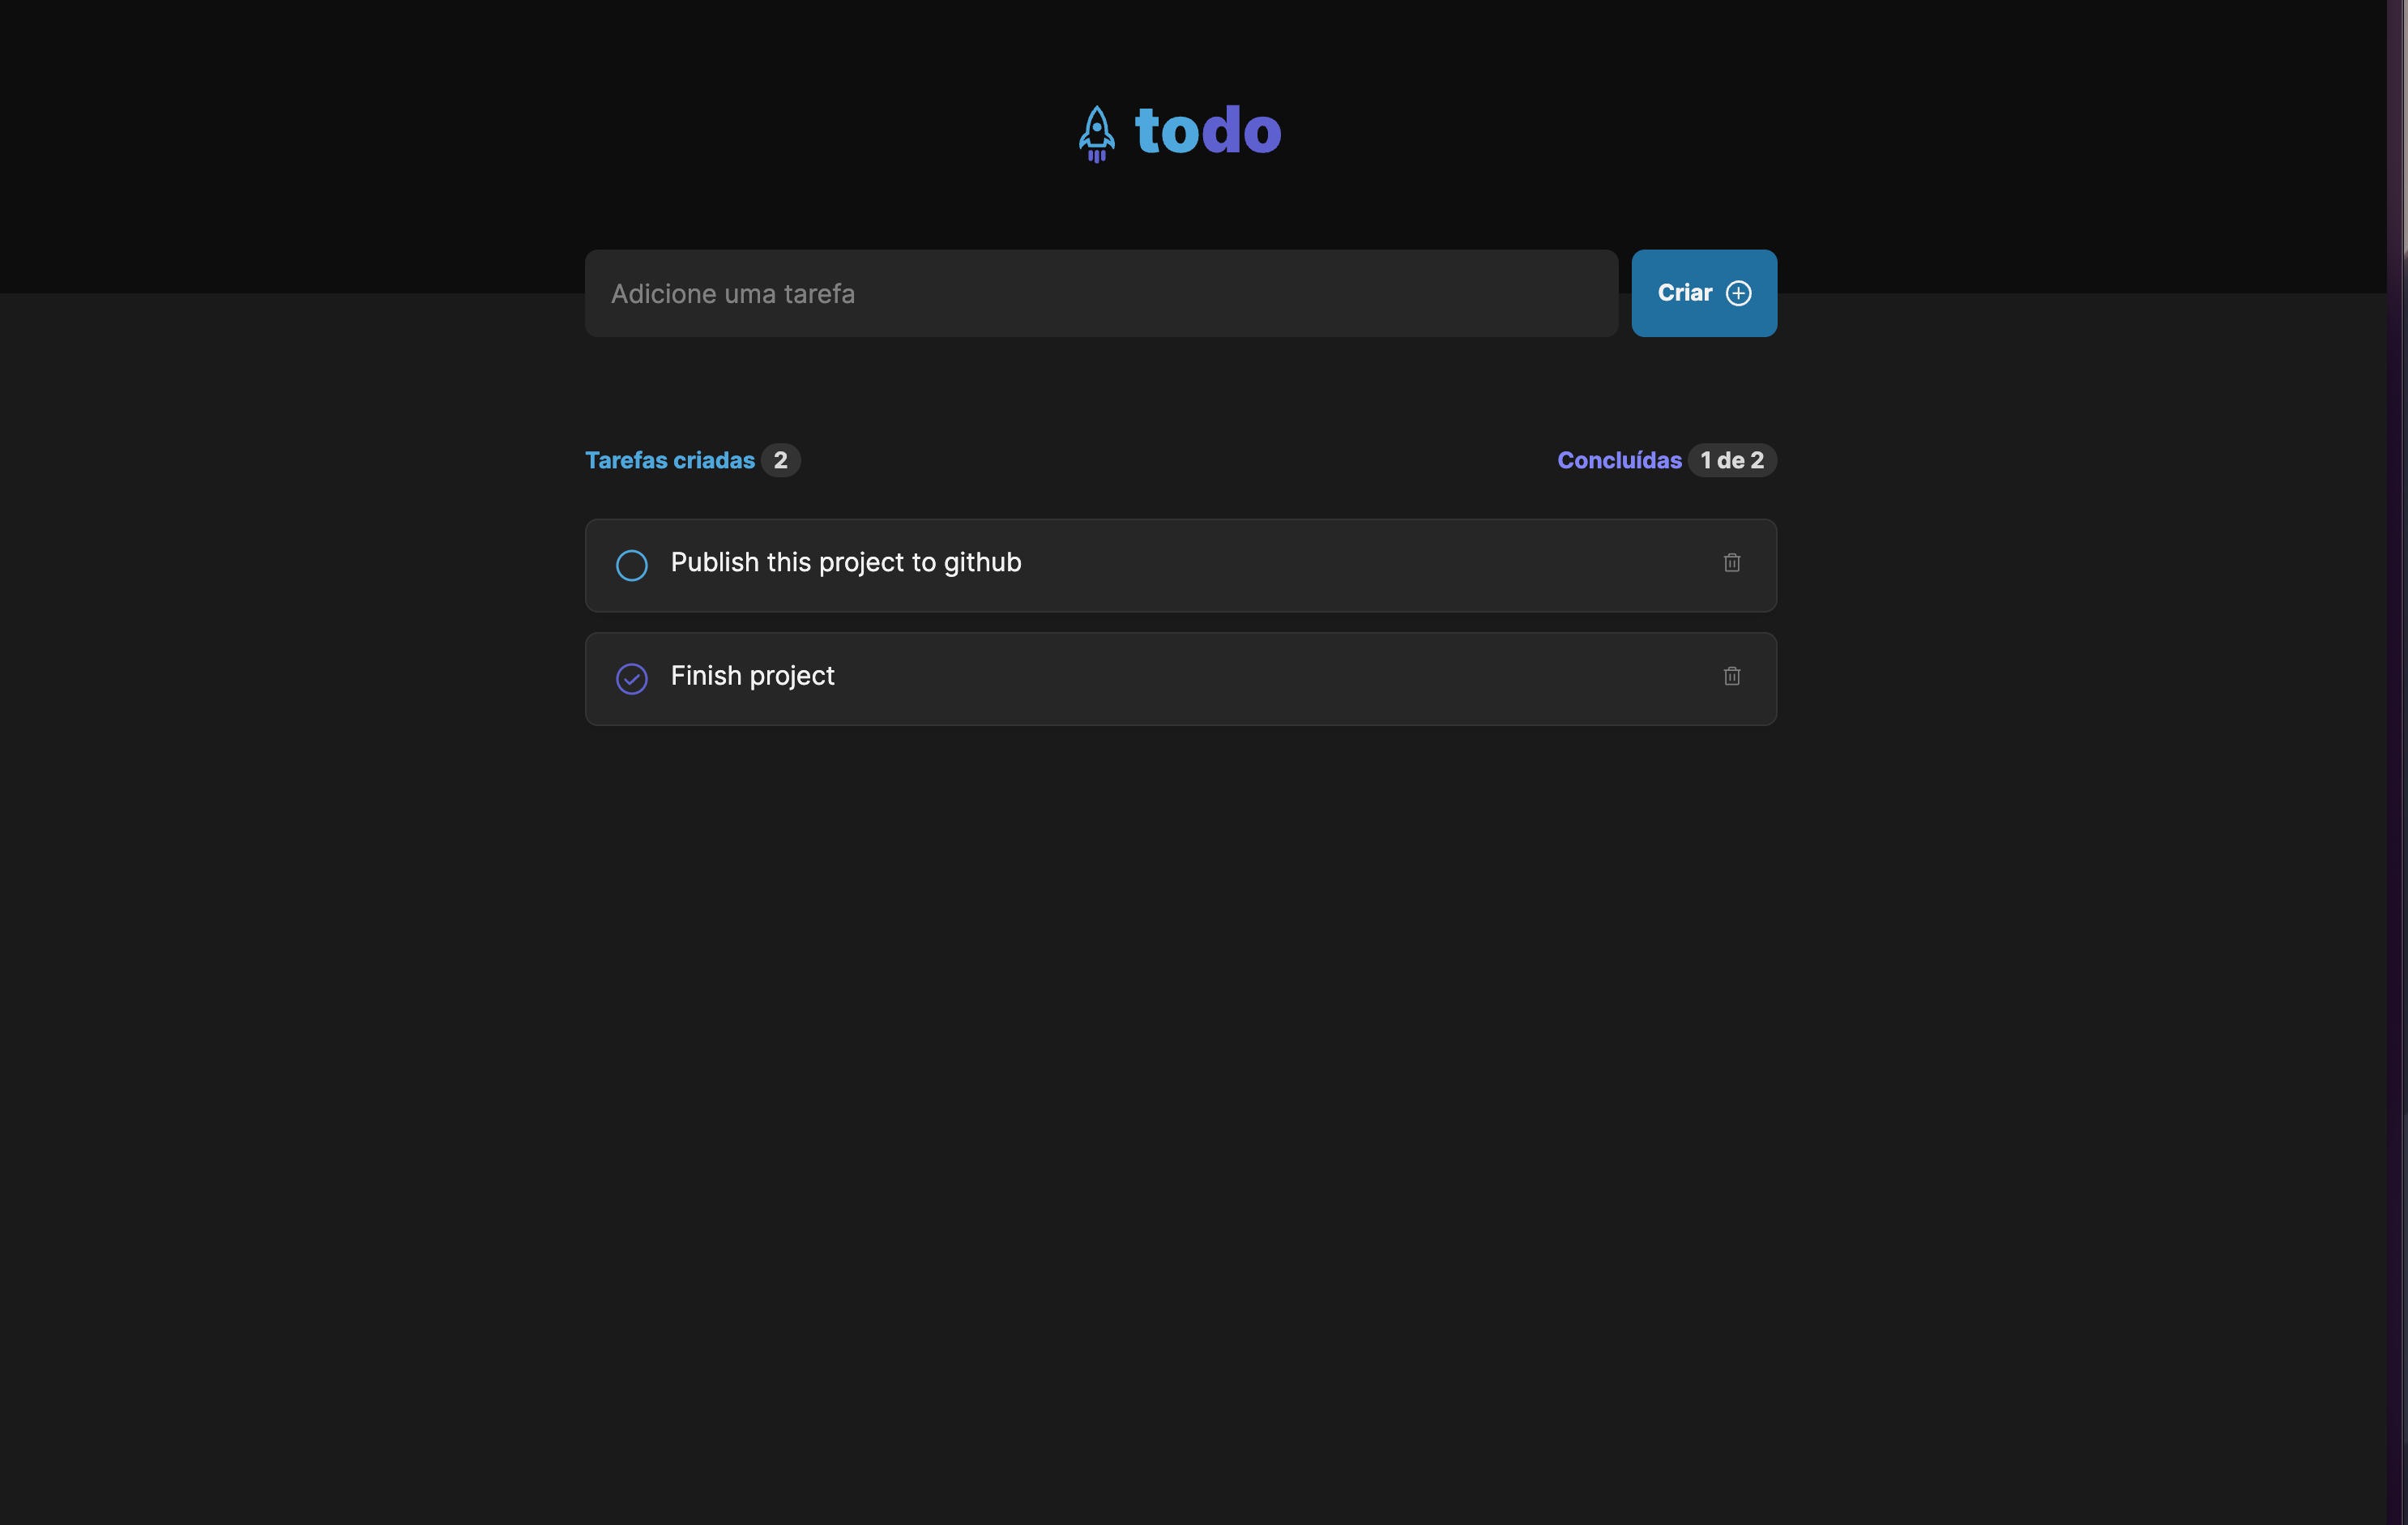 todo
Adicione uma tarefa
Criar
Tarefas criadas 2
Concluídas 1 de 2
Publish this project to github
Finish project